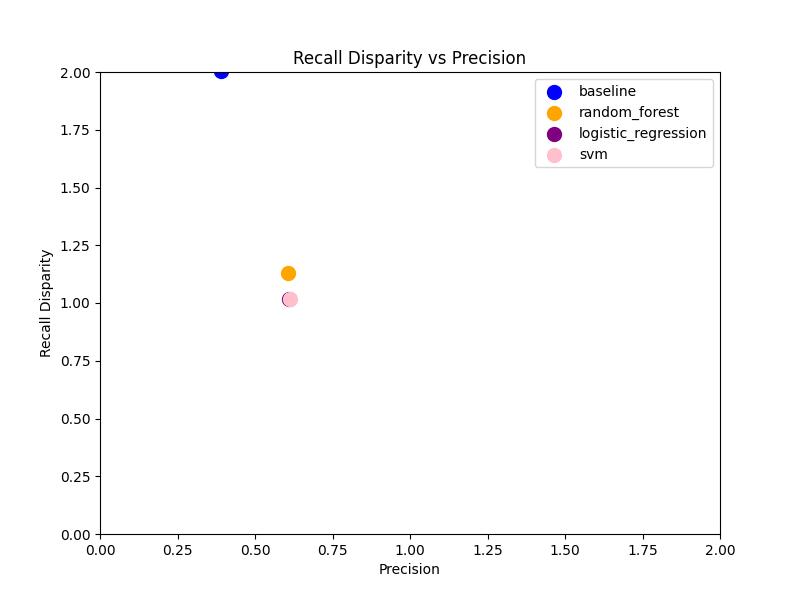 Recall Disparity vs Precision
2.00
1.75
1.50
1.25
1.00
0.75
0.50
0.25
0.00
Recall Disparity
baseline
random_forest
logistic_regression
svm
0.00 0.25 0.50 0.75 1.00 1.25 1.50 1.75 2.00
Precision